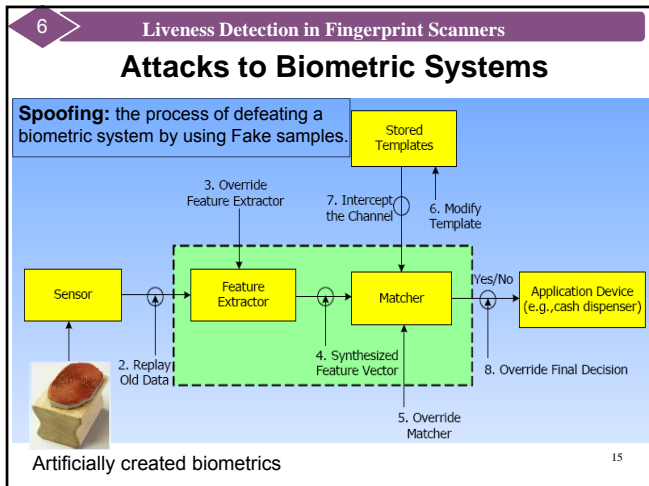 6
Liveness Detection in Fingerprint Scanners
Attacks to Biometric Systems
Spoofing: the process of defeating a
biometric system by using Fake samples.
Stored
Templates
3. Override
Feature Extractor
7. Intercept
the Channel
6. Modify
Template
Sensor
Feature
Extractor
Matcher
Yes/No
Application Device
(e.g.,cash dispenser)
2. Replay
Old Data
4. Synthesized
Feature Vector
8. Override Final Decision
5. Override
Matcher
Artificially created biometrics
15